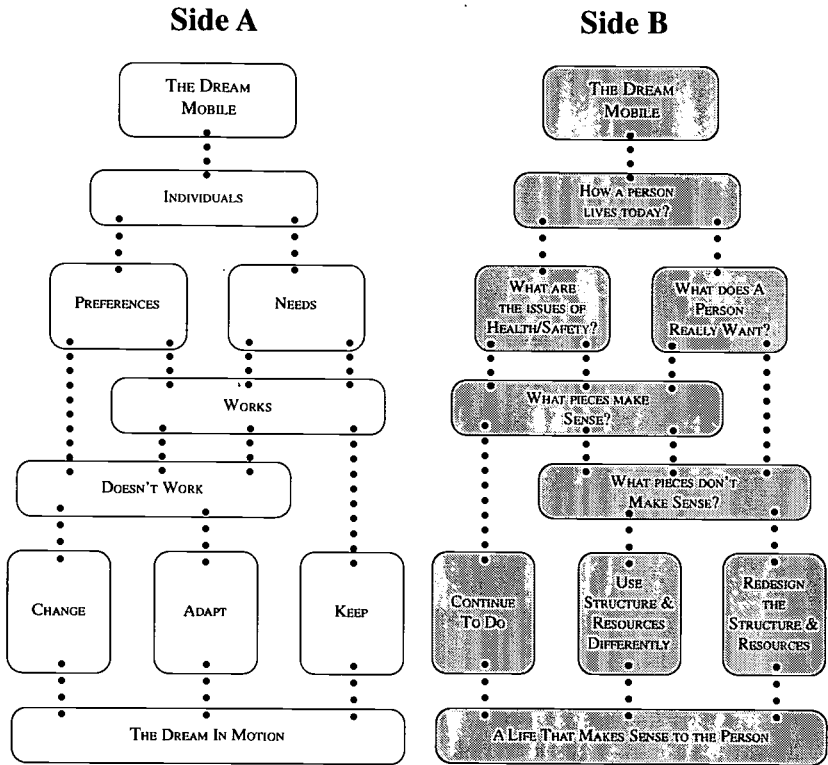 Side A
The Dream
Mobile
Individuals
Preferences
Needs
Works
Doesn't Work
Change
Adapt
Keep
The Dream In Motion
Side B
The Dream
Mobile
How a person
lives today?
What are
the issues of
Health/Safety?
What does A
Person
Really Want?
What pieces make
Sense?
What pieces don't
Make Sense?
Continue
To Do
Use
Structure &
Resources
Differently
Redesign
the
Structure &
Resources
A Life That Makes Sense to the Person